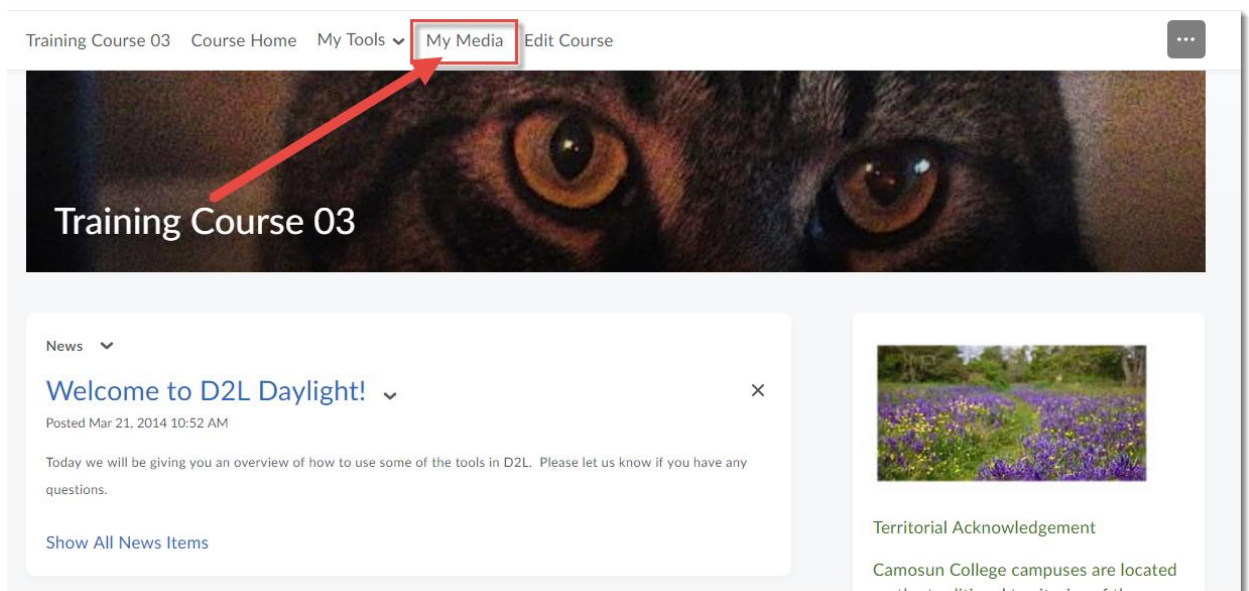 Training Course 03 Course Home My Tools My Media Edit Course
Training Course 03
News
Welcome to D2L Daylight!
Posted Mar 21, 2014 10:52 AM
Today we will be giving you an overview of how to use some of the tools in D2L. Please let us know if you have any
questions.
Show All News Items
Territorial Acknowledgement
Camosun College campuses are located